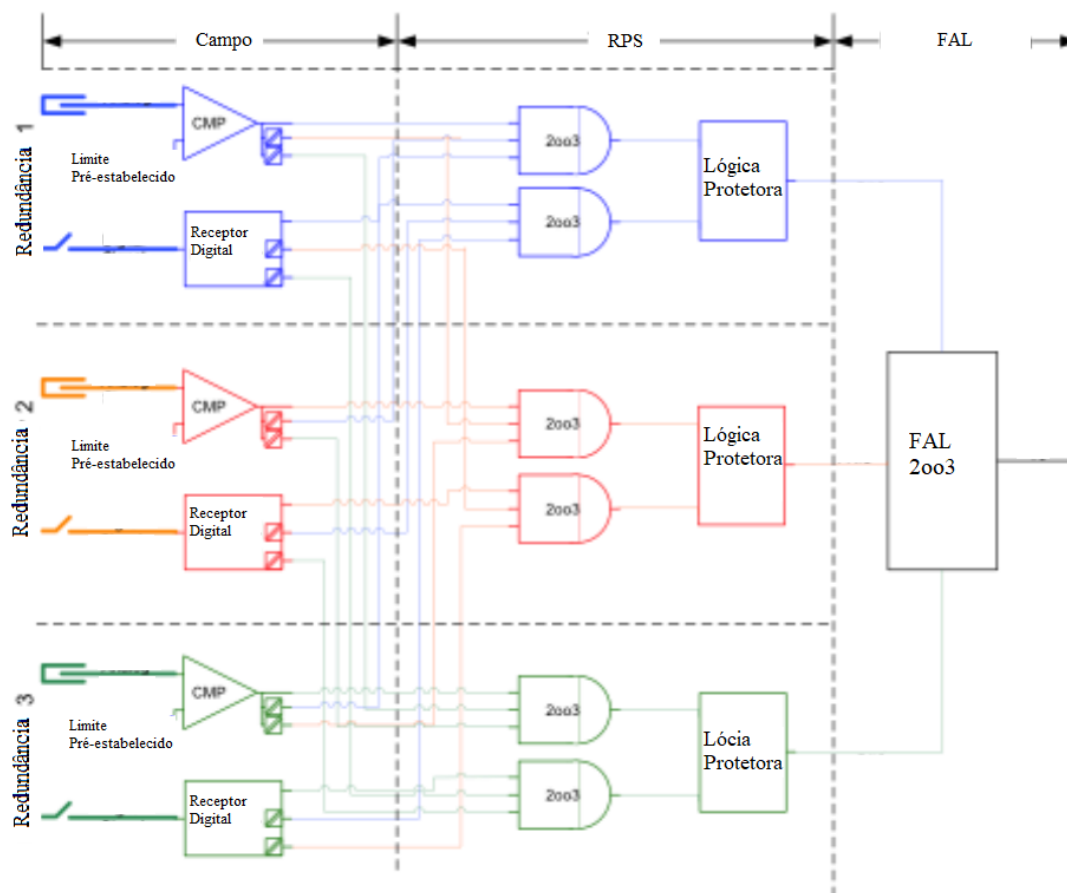 Campo
RPS
FAL
Redundância 1
CMP
Limite
Pré-estabelecido
Receptor
Digital
2oo3
2oo3
Lógica
Protetora
Redundância 2
CMP
Limite
Pré-estabelecido
Receptor
Digital
2oo3
2oo3
Lógica
Protetora
FAL
2oo3
Redundância 3
CMP
Limite
Pré-estabelecido
Receptor
Digital
2oo3
2oo3
Lócia
Protetora